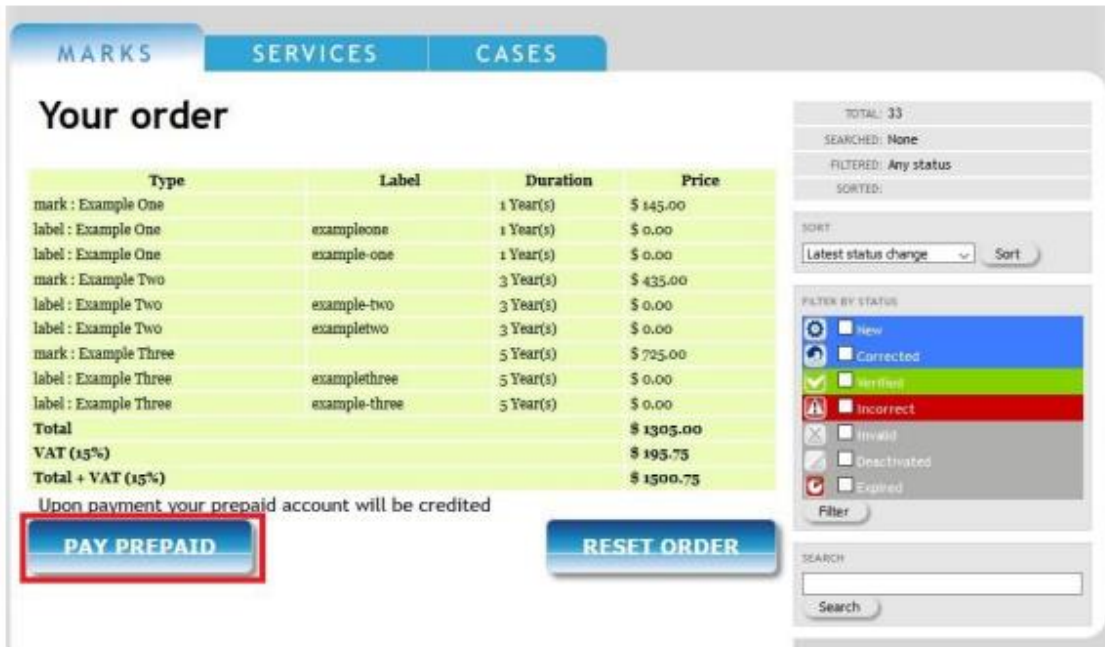 MARKS SERVICES CASES
Your order
Type Label Duration Price
mark : Example One 1 Year(s) $ 145.00
label : Example One exampleone 1 Year(s) $ 0.00
label : Example One example-one 1 Year(s) $ 0.00
mark : Example Two 3 Year(s) $ 435.00
label : Example Two example-two 3 Year(s) $ 0.00
label : Example Two exampletwo 3 Year(s) $ 0.00
mark : Example Three 5 Year(s) $ 725.00
label : Example Three examplethree 5 Year(s) $ 0.00
label : Example Three example-three 5 Year(s) $ 0.00
Total $ 1305.00
VAT (15%) $ 195.75
Total + VAT (15%) $ 1500.75
Upon payment your prepaid account will be credited
PAY PREPAID RESET ORDER
TOTAL: 33
SEARCHED: None
FILTERED: Any status
SORTED:
SORT
Latest status change Sort
FILTER BY STATUS
New
Corrected
Verified
Incorrect
Invalid
Deactivated
Expired
Filter
SEARCH
Search